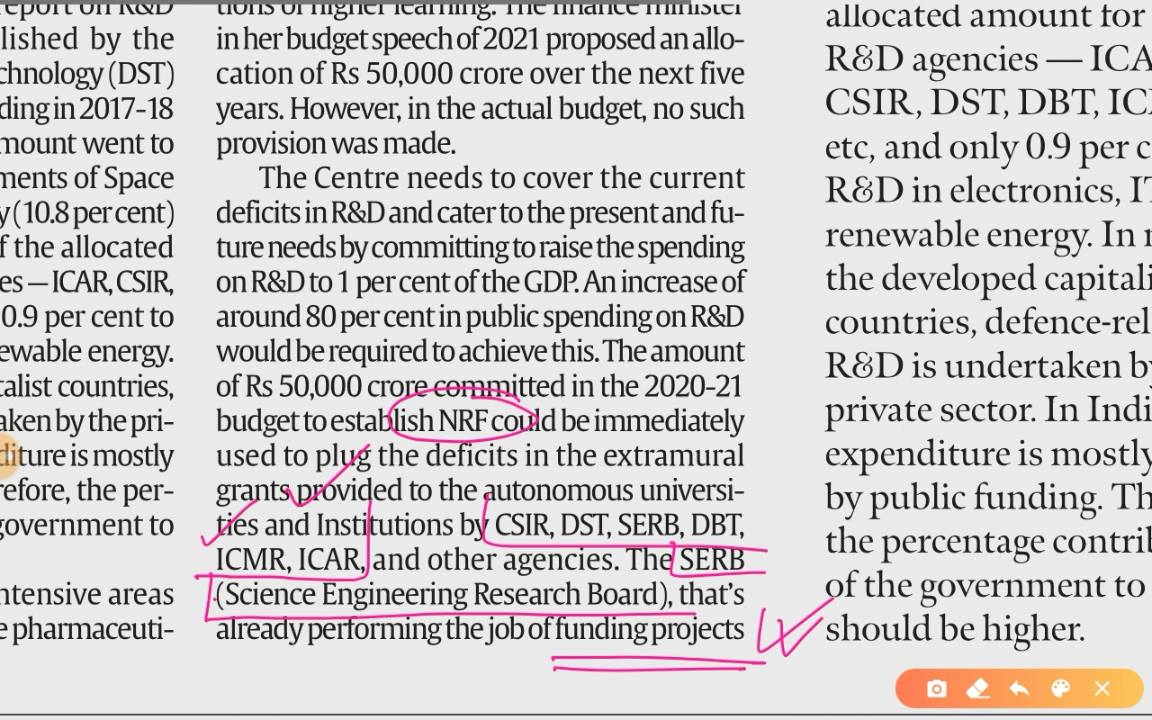 report on R&D
lished by the
chnology (DST)
ding in 2017-18
mount went to
ments of Space
y (10.8 per cent)
f the allocated
es — ICAR, CSIR,
0.9 per cent to
ewable energy.
talist countries,
aken by the pri-
diture is mostly
refore, the per-
government to
ntensive areas
e pharmaceuti-
tions of higher learning. The finance minister
in her budget speech of 2021 proposed an allo-
cation of Rs 50,000 crore over the next five
years. However, in the actual budget, no such
provision was made.
The Centre needs to cover the current
deficits in R&D and cater to the present and fu-
ture needs by committing to raise the spending
on R&D to 1 per cent of the GDP. An increase of
around 80 per cent in public spending on R&D
would be required to achieve this. The amount
of Rs 50,000 crore committed in the 2020-21
budget to establish NRF could be immediately
used to plug the deficits in the extramural
grants provided to the autonomous universi-
ties and Institutions by CSIR, DST, SERB, DBT,
ICMR, ICAR, and other agencies. The SERB
(Science Engineering Research Board), that's
already performing the job of funding projects
allocated amount for
R&D agencies — ICA
CSIR, DST, DBT, IC
etc, and only 0.9 per c
R&D in electronics, IT
renewable energy. In
the developed capitali
countries, defence-rel
R&D is undertaken by
private sector. In Indi
expenditure is mostly
by public funding. Th
the percentage contrib
of the government to
should be higher.